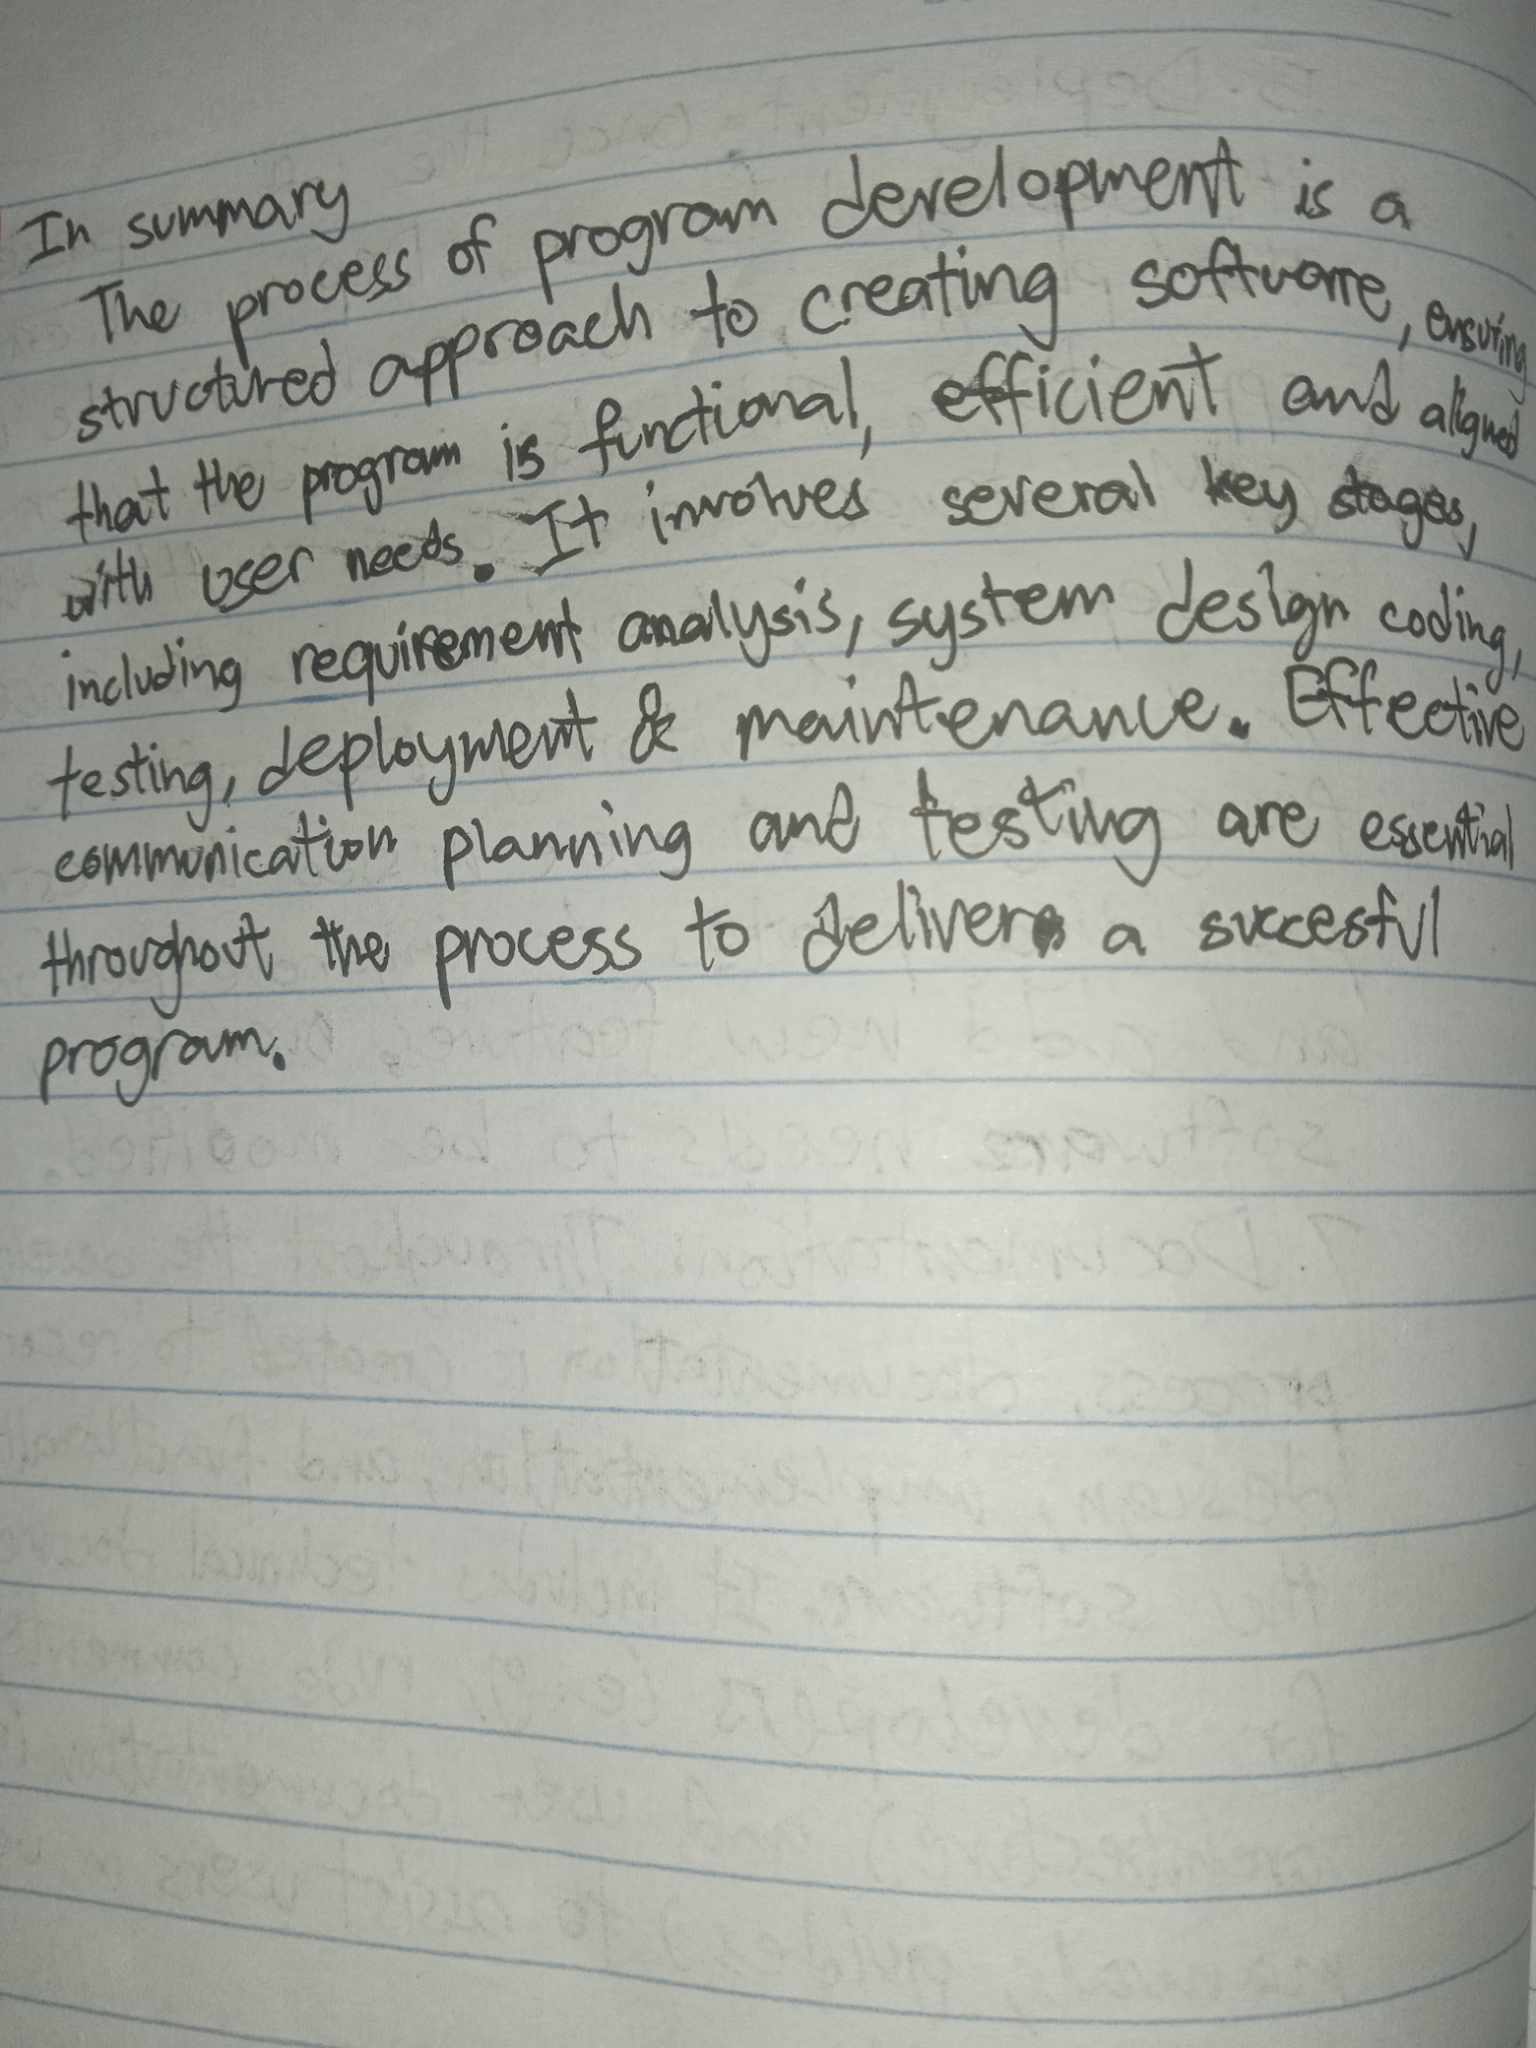 In summary
The process of program development is a
structured approach to creating software, ensuring
that the program is functional, efficient and aligned
with user needs. It involves several key stages,
including requirement analysis, system design coding,
testing, deployment & maintenance. Effective
communication planning and testing are essential
throughout the process to deliver a succesful
program.